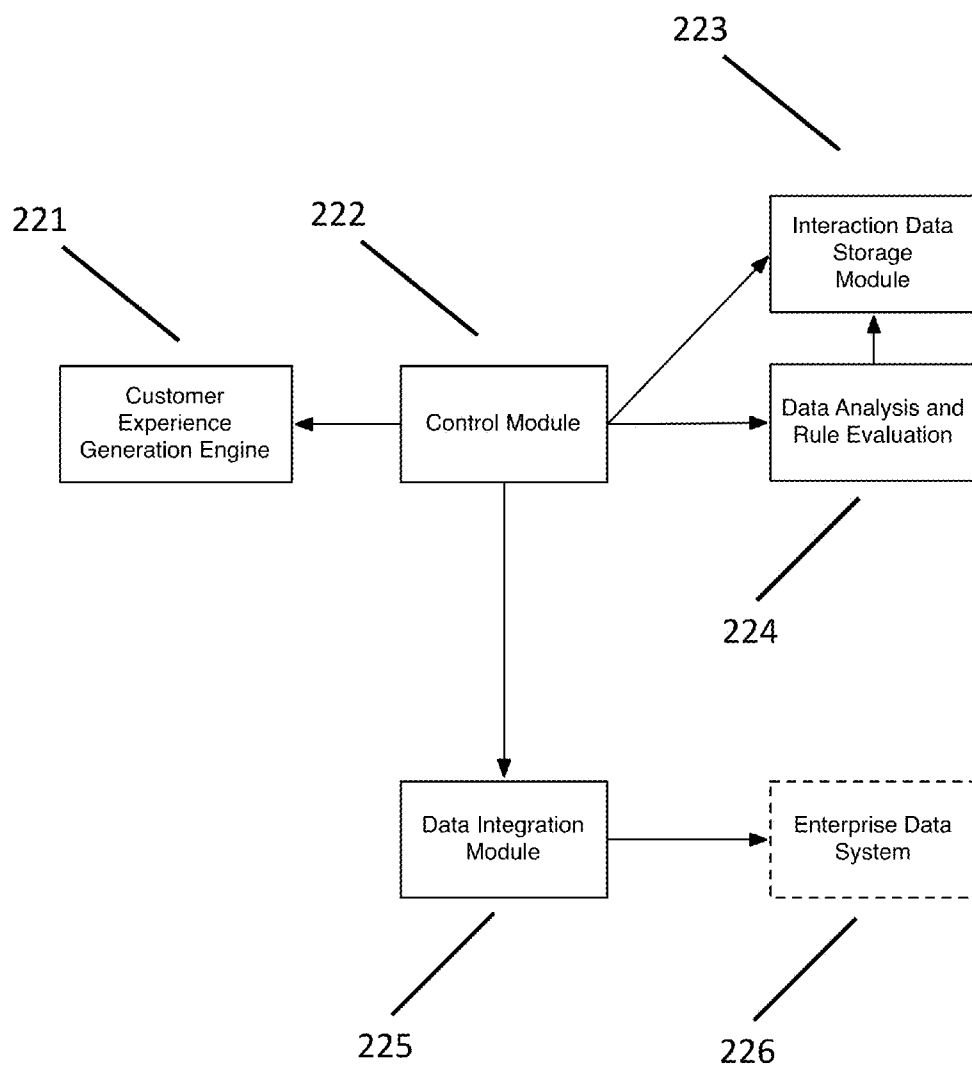 223
221
222
Interaction Data
Storage
Module
Customer
Experience
Generation Engine
Control Module
Data Analysis and
Rule Evaluation
224
Data Integration
Module
Enterprise Data
System
225
226